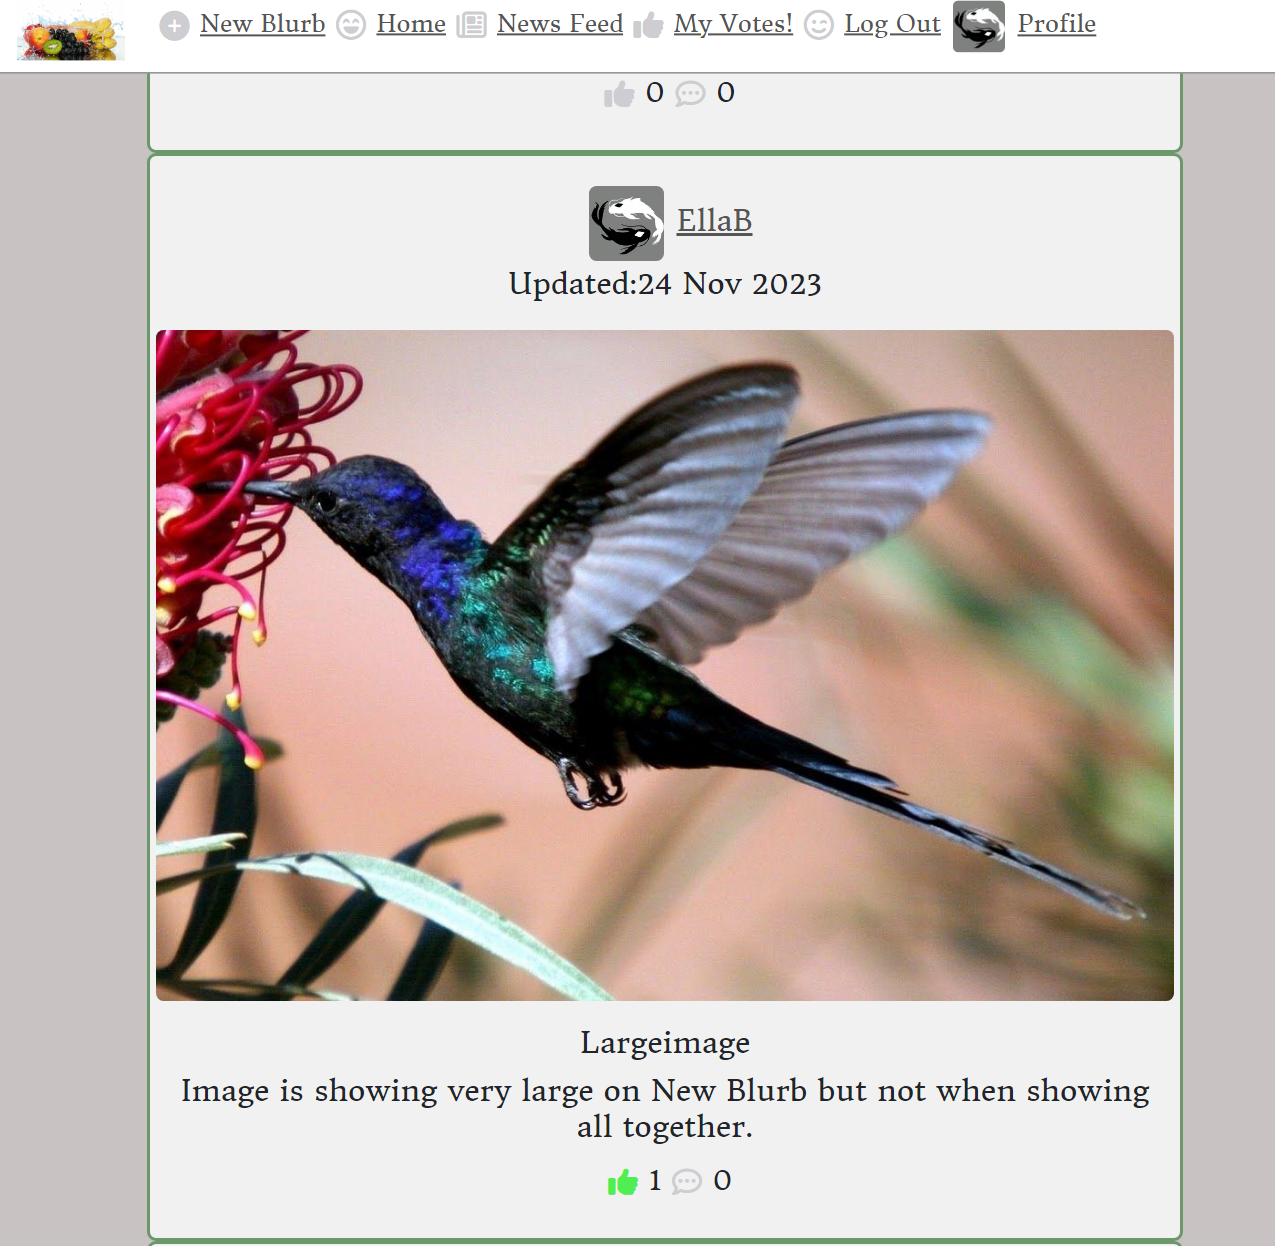 New Blurb Home News Feed My Votes! Log Out Profile
0 0
EllaB
Updated:24 Nov 2023
Largeimage
Image is showing very large on New Blurb but not when showing
all together.
1 0